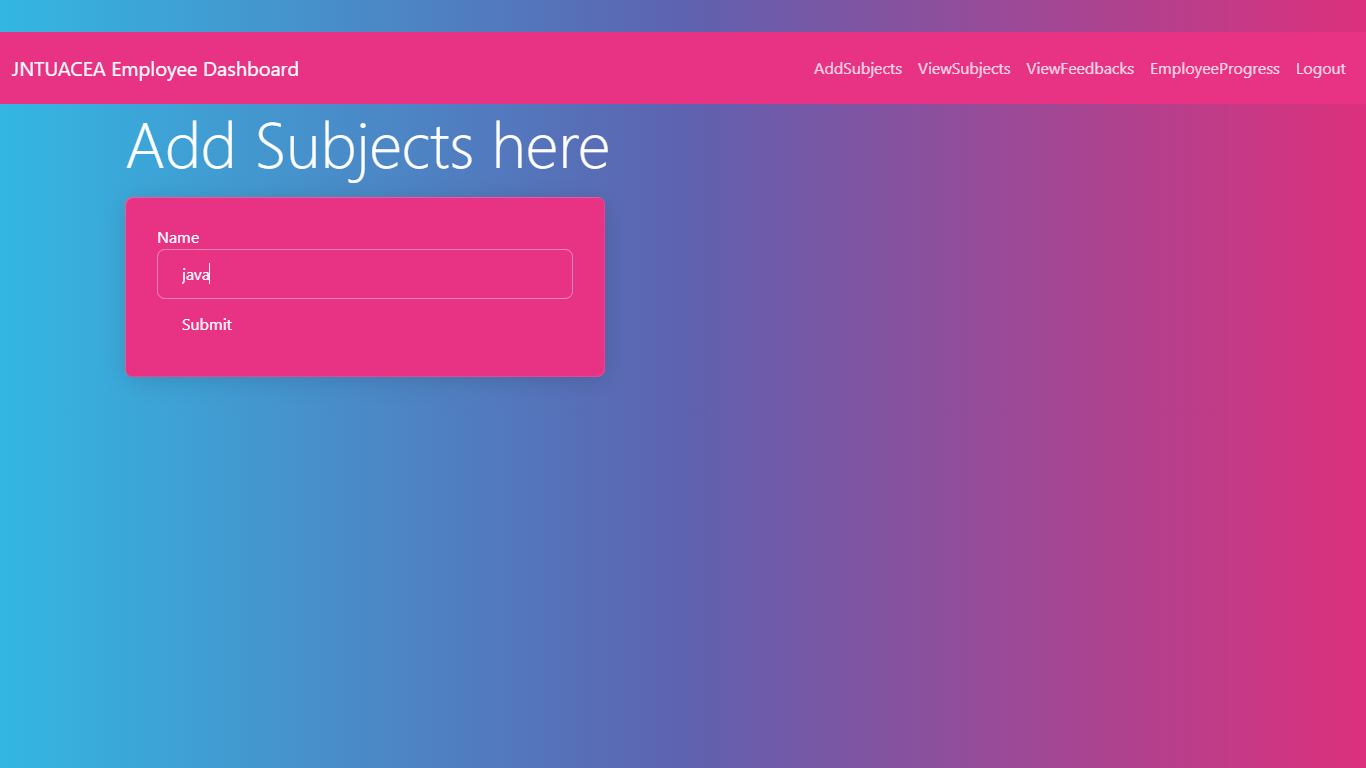 JNTUACEA Employee Dashboard AddSubjects ViewSubjects ViewFeedbacks EmployeeProgress Logout
Add Subjects here
Name
java
Submit